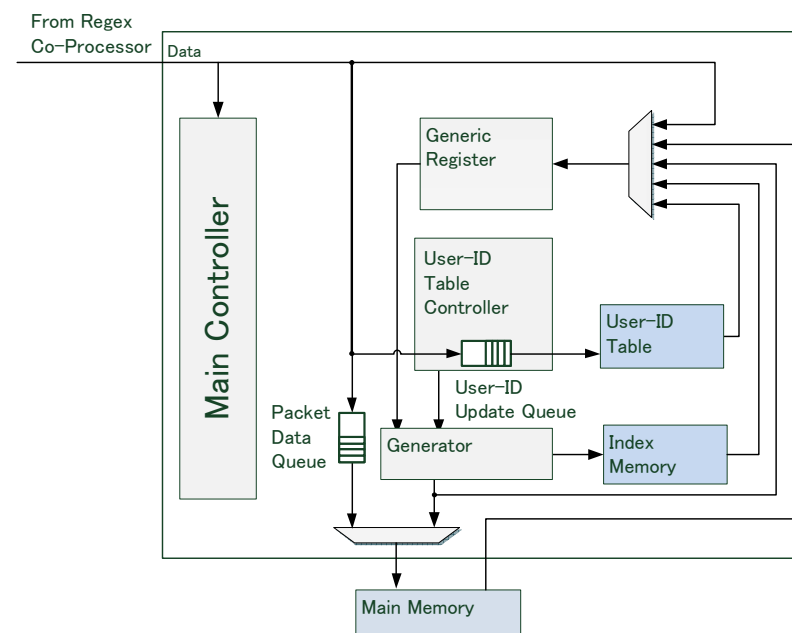 From Regex
Co-Processor
Data
Main Controller
Generic
Register
User-ID
Table
Controller
User-ID
Table
User-ID
Update Queue
Packet
Data
Queue
Generator
Index
Memory
Main Memory